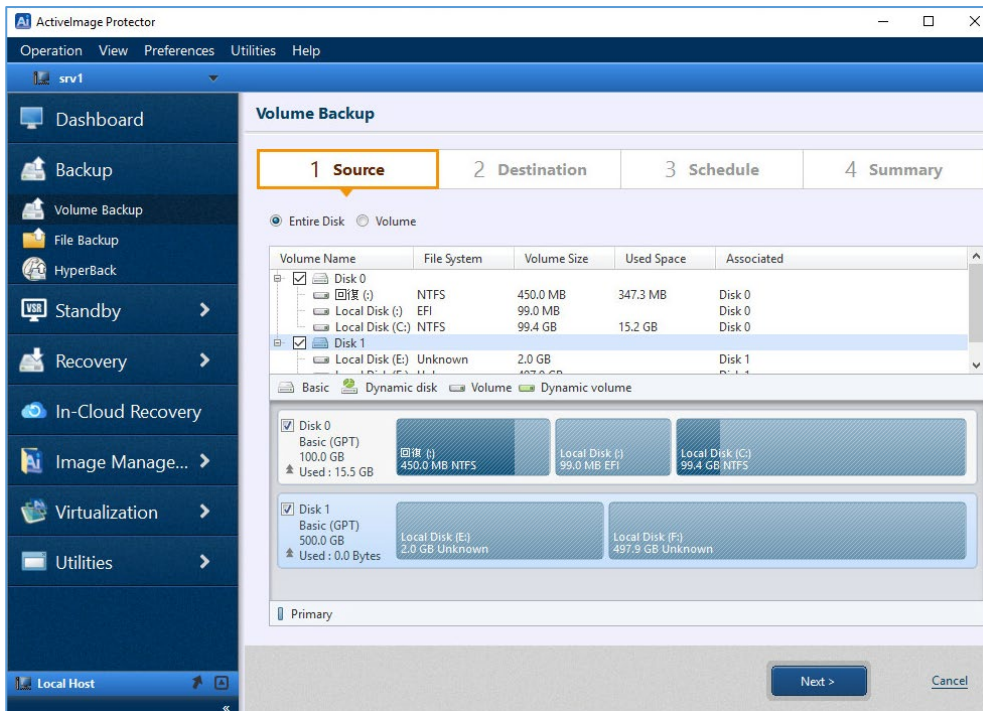 Ai ActiveImage Protector
Operation View Preferences Utilities Help
srv1
Dashboard
Backup
Volume Backup
File Backup
HyperBack
VSR Standby
Recovery
In-Cloud Recovery
Ai Image Manage...
Virtualization
Utilities
Local Host
Volume Backup
1 Source 2 Destination 3 Schedule 4 Summary
Entire Disk Volume
Volume Name File System Volume Size Used Space Associated
Disk 0
回復 (:) NTFS 450.0 MB 347.3 MB Disk 0
Local Disk (:) EFI 99.0 MB Disk 0
Local Disk (C:) NTFS 99.4 GB 15.2 GB Disk 0
Disk 1
Local Disk (E:) Unknown 2.0 GB Disk 1
Basic Dynamic disk Volume Dynamic volume
Disk 0
Basic (GPT)
100.0 GB
Used : 15.5 GB
回復 (:)
450.0 MB NTFS
Local Disk (:)
99.0 MB EFI
Local Disk (C:)
99.4 GB NTFS
Disk 1
Basic (GPT)
500.0 GB
Used : 0.0 Bytes
Local Disk (E:)
2.0 GB Unknown
Local Disk (F:)
497.9 GB Unknown
Primary
Next >
Cancel